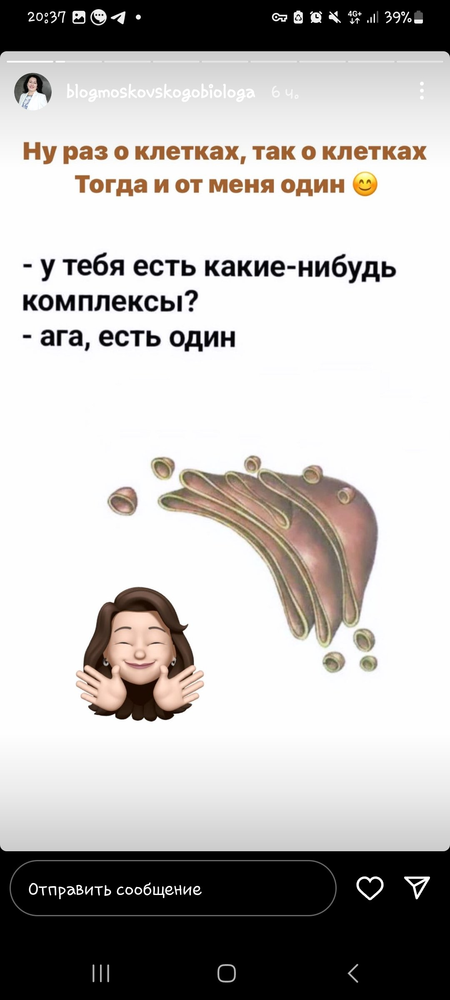 20:37
4G+
39%
blogmoskovskogobiologa 6 ч.
Ну раз о клетках, так о клетках
Тогда и от меня один 😊
- у тебя есть какие-нибудь
комплексы?
- ага, есть один
Отправить сообщение